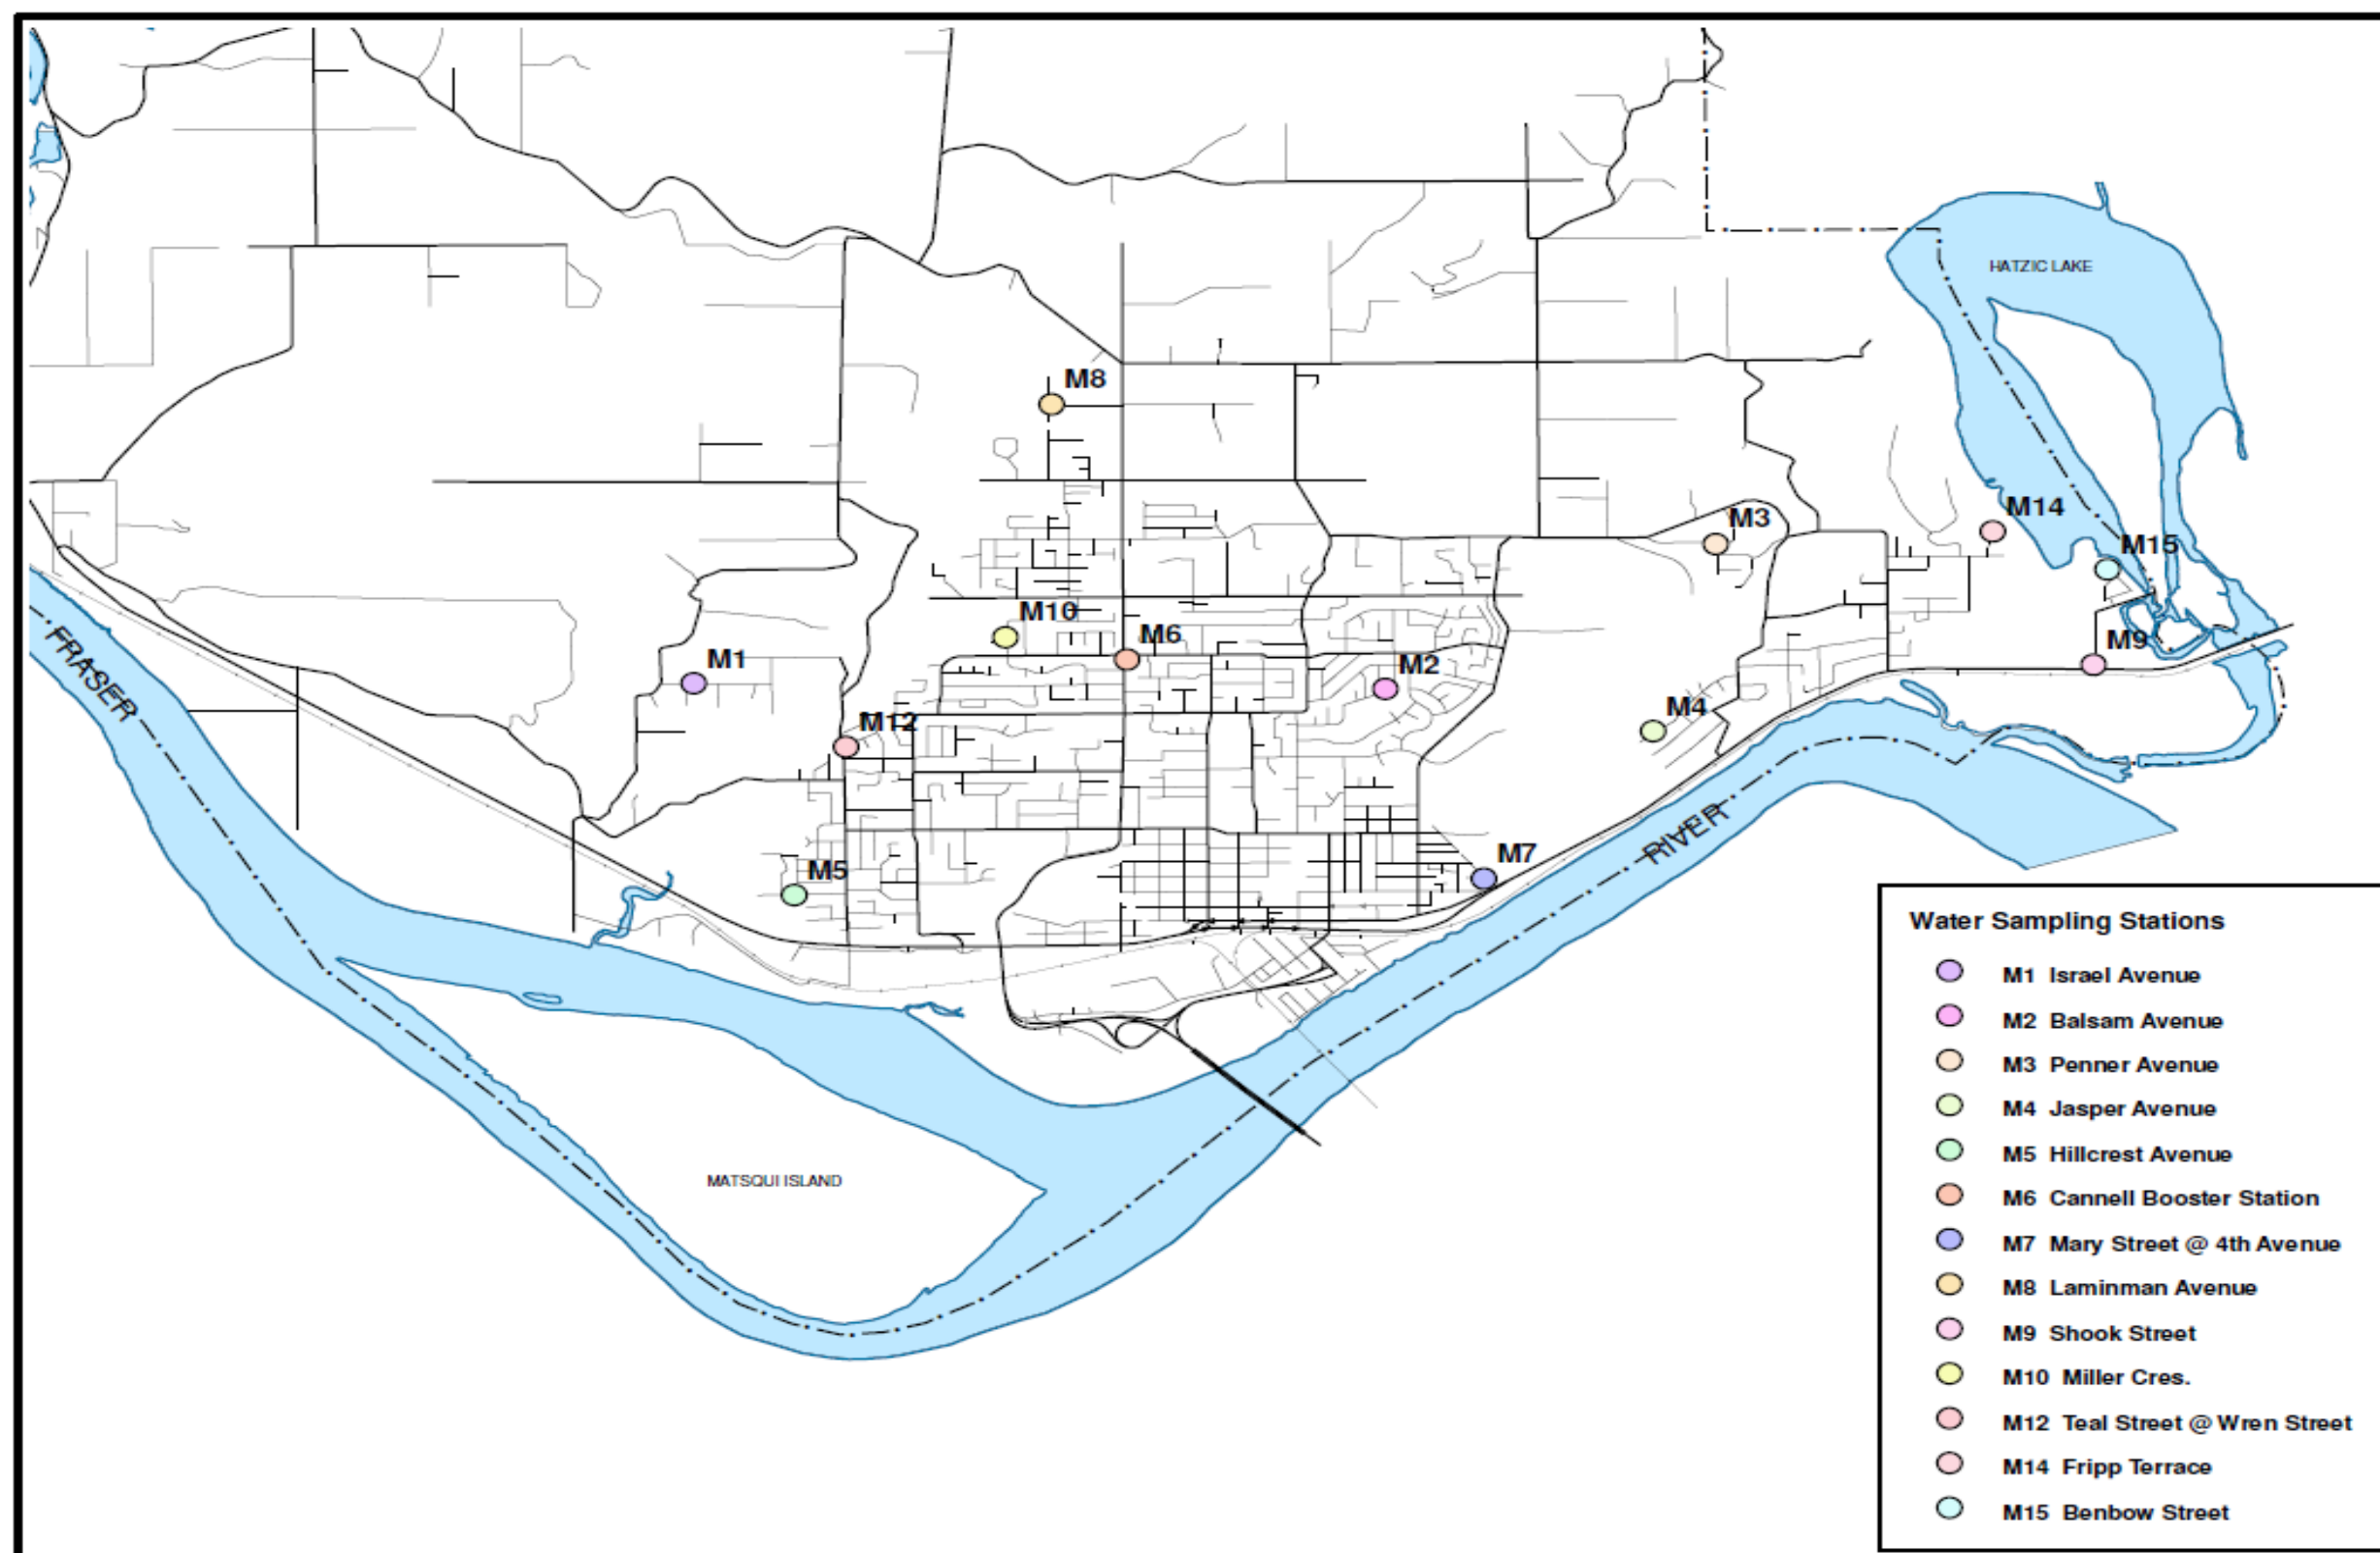 HATZIC LAKE
M8
M14
M3
M15
M10
M6
M9
M1
M2
FRASER
M4
M12
RIVER
M7
M5
MATSQUI ISLAND
Water Sampling Stations
M1 Israel Avenue
M2 Balsam Avenue
M3 Penner Avenue
M4 Jasper Avenue
M5 Hillcrest Avenue
M6 Cannell Booster Station
M7 Mary Street @ 4th Avenue
M8 Laminman Avenue
M9 Shook Street
M10 Miller Cres.
M12 Teal Street @ Wren Street
M14 Fripp Terrace
M15 Benbow Street